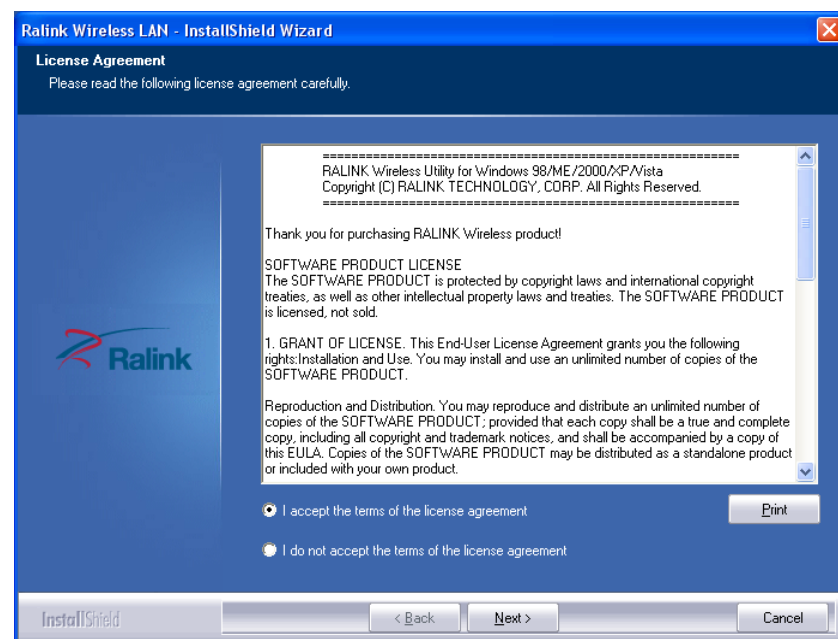 Ralink Wireless LAN - InstallShield Wizard
License Agreement
Please read the following license agreement carefully.
============================================================
RALINK Wireless Utility for Windows 98/ME/2000/XP/Vista
Copyright (C) RALINK TECHNOLOGY, CORP. All Rights Reserved.
============================================================
Thank you for purchasing RALINK Wireless product!
SOFTWARE PRODUCT LICENSE
The SOFTWARE PRODUCT is protected by copyright laws and international copyright
treaties, as well as other intellectual property laws and treaties. The SOFTWARE PRODUCT
is licensed, not sold.
1. GRANT OF LICENSE. This End-User License Agreement grants you the following
rights:Installation and Use. You may install and use an unlimited number of copies of the
SOFTWARE PRODUCT.
Reproduction and Distribution. You may reproduce and distribute an unlimited number of
copies of the SOFTWARE PRODUCT; provided that each copy shall be a true and complete
copy, including all copyright and trademark notices, and shall be accompanied by a copy of
this EULA. Copies of the SOFTWARE PRODUCT may be distributed as a standalone product
or included with your own product.
Ralink
I accept the terms of the license agreement
Print
I do not accept the terms of the license agreement
InstallShield
< Back
Next >
Cancel